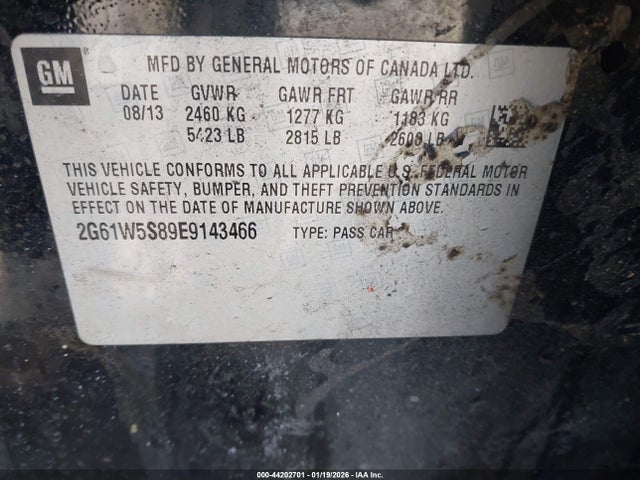 GM
MFD BY GENERAL MOTORS OF CANADA LTD.
DATE GVWR GAWR FRT GAWR RR
08/13 2460 KG 1277 KG 1183 KG
5423 LB 2815 LB 2608 LB
THIS VEHICLE CONFORMS TO ALL APPLICABLE U.S. FEDERAL MOTOR
VEHICLE SAFETY, BUMPER, AND THEFT PREVENTION STANDARDS IN
EFFECT ON THE DATE OF MANUFACTURE SHOWN ABOVE.
2G61W5S89E9143466 TYPE: PASS CAR
000-44202701 - 01/19/2026 - IAA Inc.